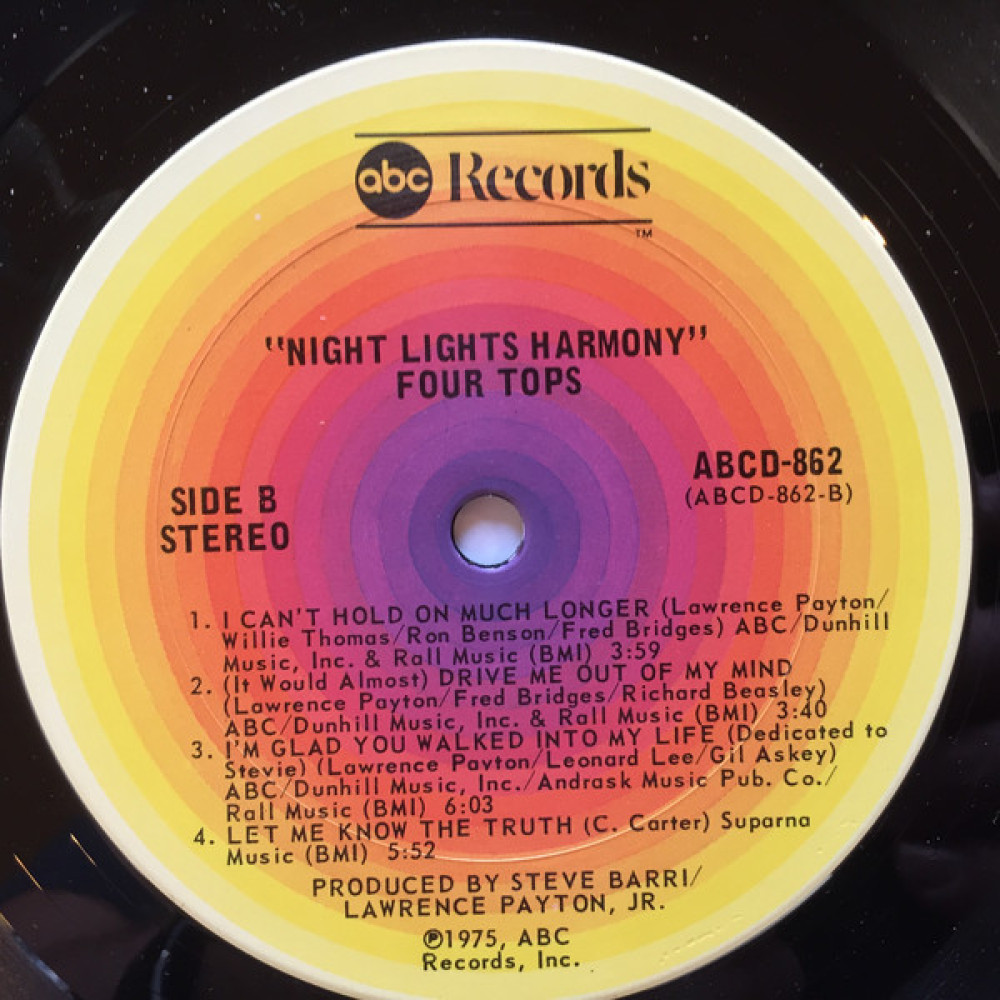 abc Records
TM
"NIGHT LIGHTS HARMONY"
FOUR TOPS
ABCD-862
(ABCD-862-B)
SIDE B
STEREO
1. I CAN'T HOLD ON MUCH LONGER (Lawrence Payton/
Willie Thomas/Ron Benson/Fred Bridges) ABC/Dunhill
Music, Inc. & Rall Music (BMI) 3:59
2. (It Would Almost) DRIVE ME OUT OF MY MIND
(Lawrence Payton/Fred Bridges/Richard Beasley)
ABC/Dunhill Music, Inc. & Rall Music (BMI) 3:40
3. I'M GLAD YOU WALKED INTO MY LIFE (Dedicated to
Stevie) (Lawrence Payton/Leonard Lee/Gil Askey)
ABC/Dunhill Music, Inc./Andrask Music Pub. Co./
Rall Music (BMI) 6:03
4. LET ME KNOW THE TRUTH (C. Carter) Suparna
Music (BMI) 5:52
PRODUCED BY STEVE BARRI/
LAWRENCE PAYTON, JR.
℗1975, ABC
Records, Inc.